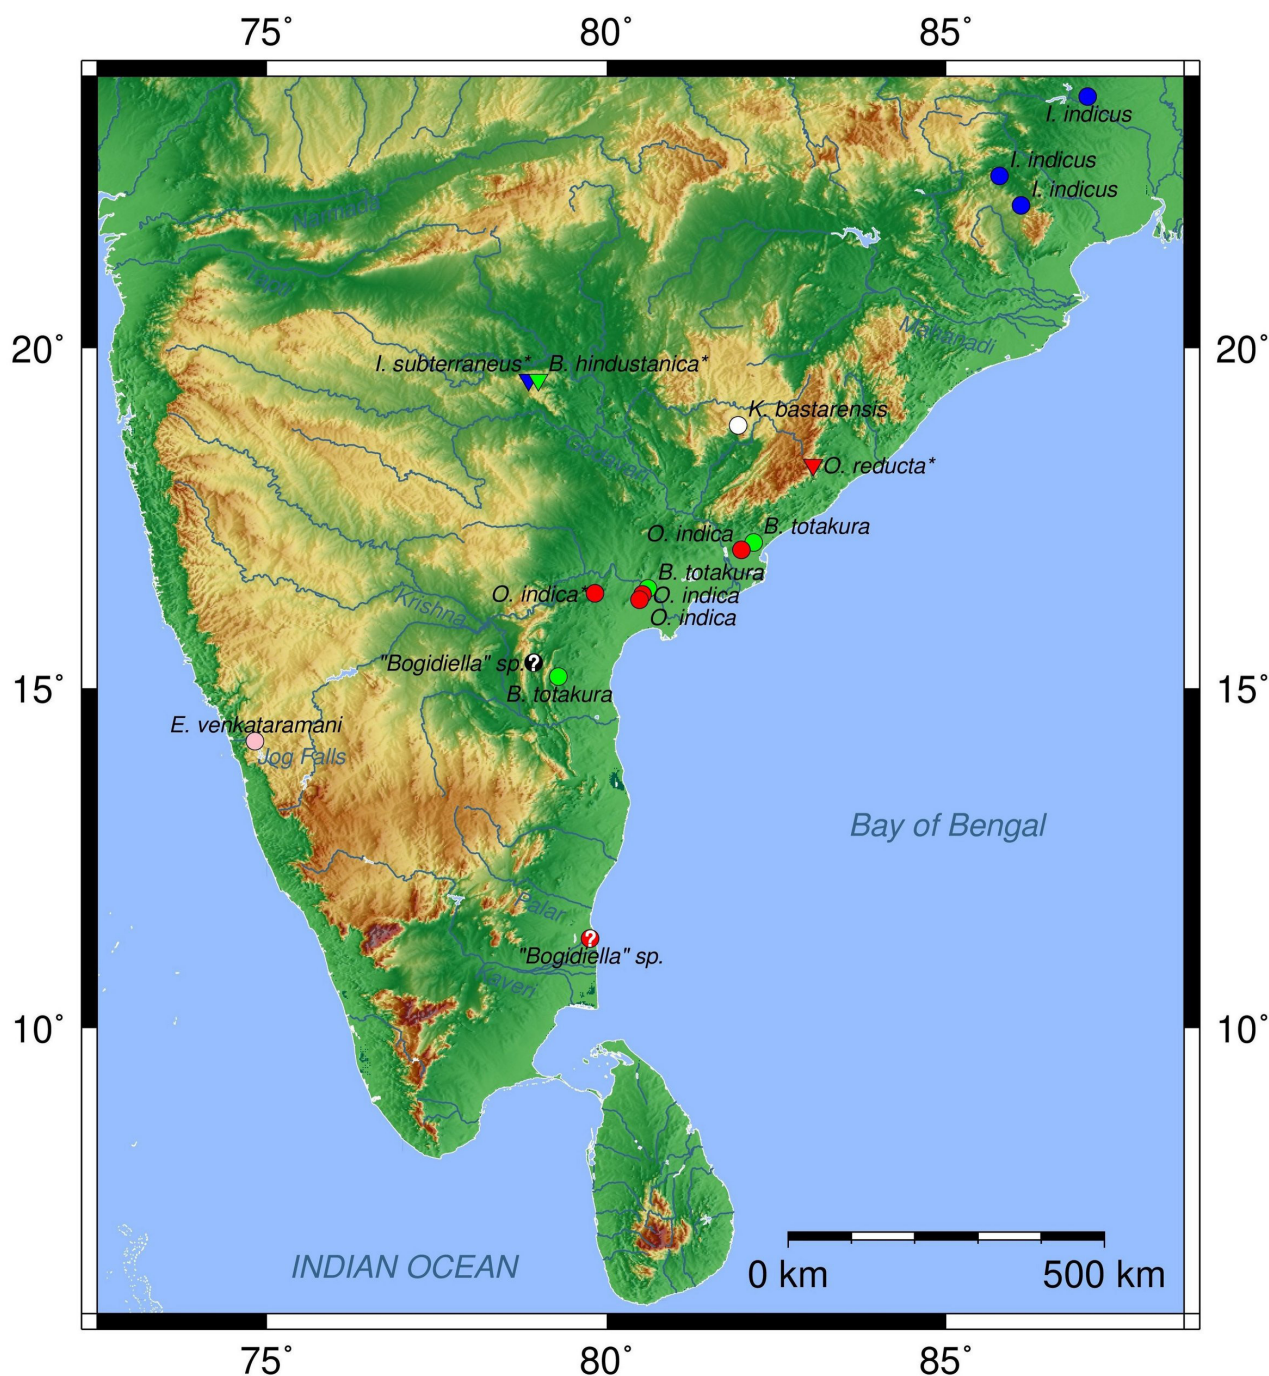 75° 80° 85°
I. indicus
I. indicus
I. indicus
Narmada
Tapti
Mahanadi
20° 20°
I. subterraneus* B. hindustanica*
K. bastarensis
Godavari
O. reducta*
O. indica B. totakura
B. totakura
O. indica* O. indica
Krishna
O. indica
"Bogidiella" sp. ?
15° 15°
B. totakura
E. venkataramani
Jog Falls
Bay of Bengal
Palar
?
"Bogidiella" sp.
Kaveri
10° 10°
INDIAN OCEAN
0 km 500 km
75° 80° 85°